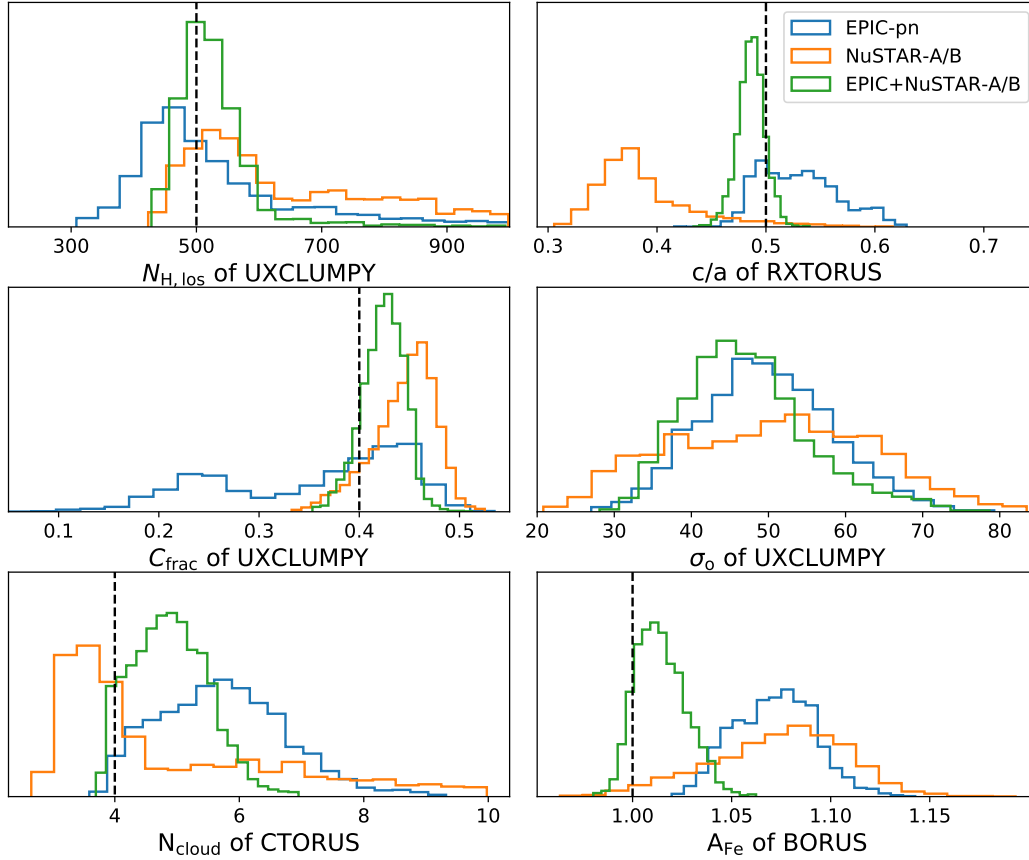 EPIC-pn
NuSTAR-A/B
EPIC+NuSTAR-A/B
300 500 700 900
N_H,los of UXCLUMPY
0.3 0.4 0.5 0.6 0.7
c/a of RXTORUS
0.1 0.2 0.3 0.4 0.5
C_frac of UXCLUMPY
20 30 40 50 60 70 80
σ_o of UXCLUMPY
4 6 8 10
N_cloud of CTORUS
1.00 1.05 1.10 1.15
A_Fe of BORUS